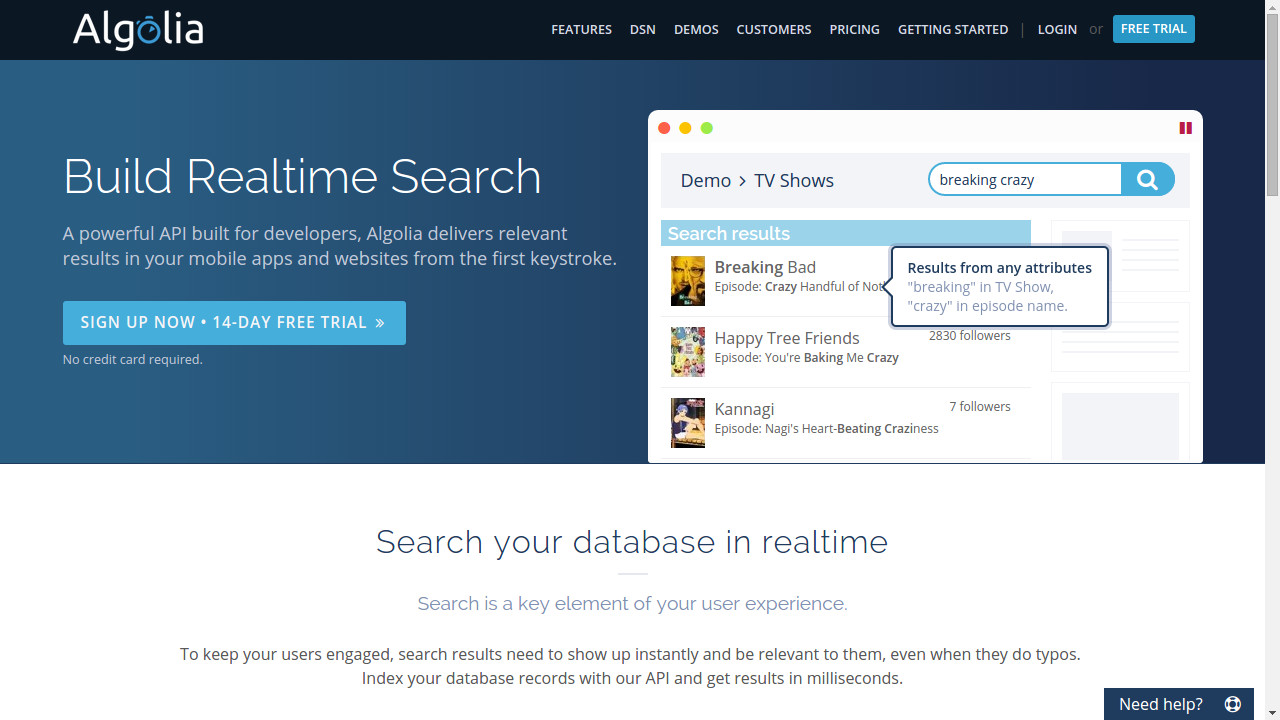 Algolia
FEATURES DSN DEMOS CUSTOMERS PRICING GETTING STARTED | LOGIN or FREE TRIAL
Build Realtime Search
A powerful API built for developers, Algolia delivers relevant
results in your mobile apps and websites from the first keystroke.
SIGN UP NOW • 14-DAY FREE TRIAL »
No credit card required.
Demo > TV Shows
breaking crazy
Search results
Breaking Bad
Episode: Crazy Handful of Not
Results from any attributes
"breaking" in TV Show,
"crazy" in episode name.
Happy Tree Friends
2830 followers
Episode: You're Baking Me Crazy
Kannagi
7 followers
Episode: Nagi's Heart-Beating Craziness
Search your database in realtime
Search is a key element of your user experience.
To keep your users engaged, search results need to show up instantly and be relevant to them, even when they do typos.
Index your database records with our API and get results in milliseconds.
Need help?